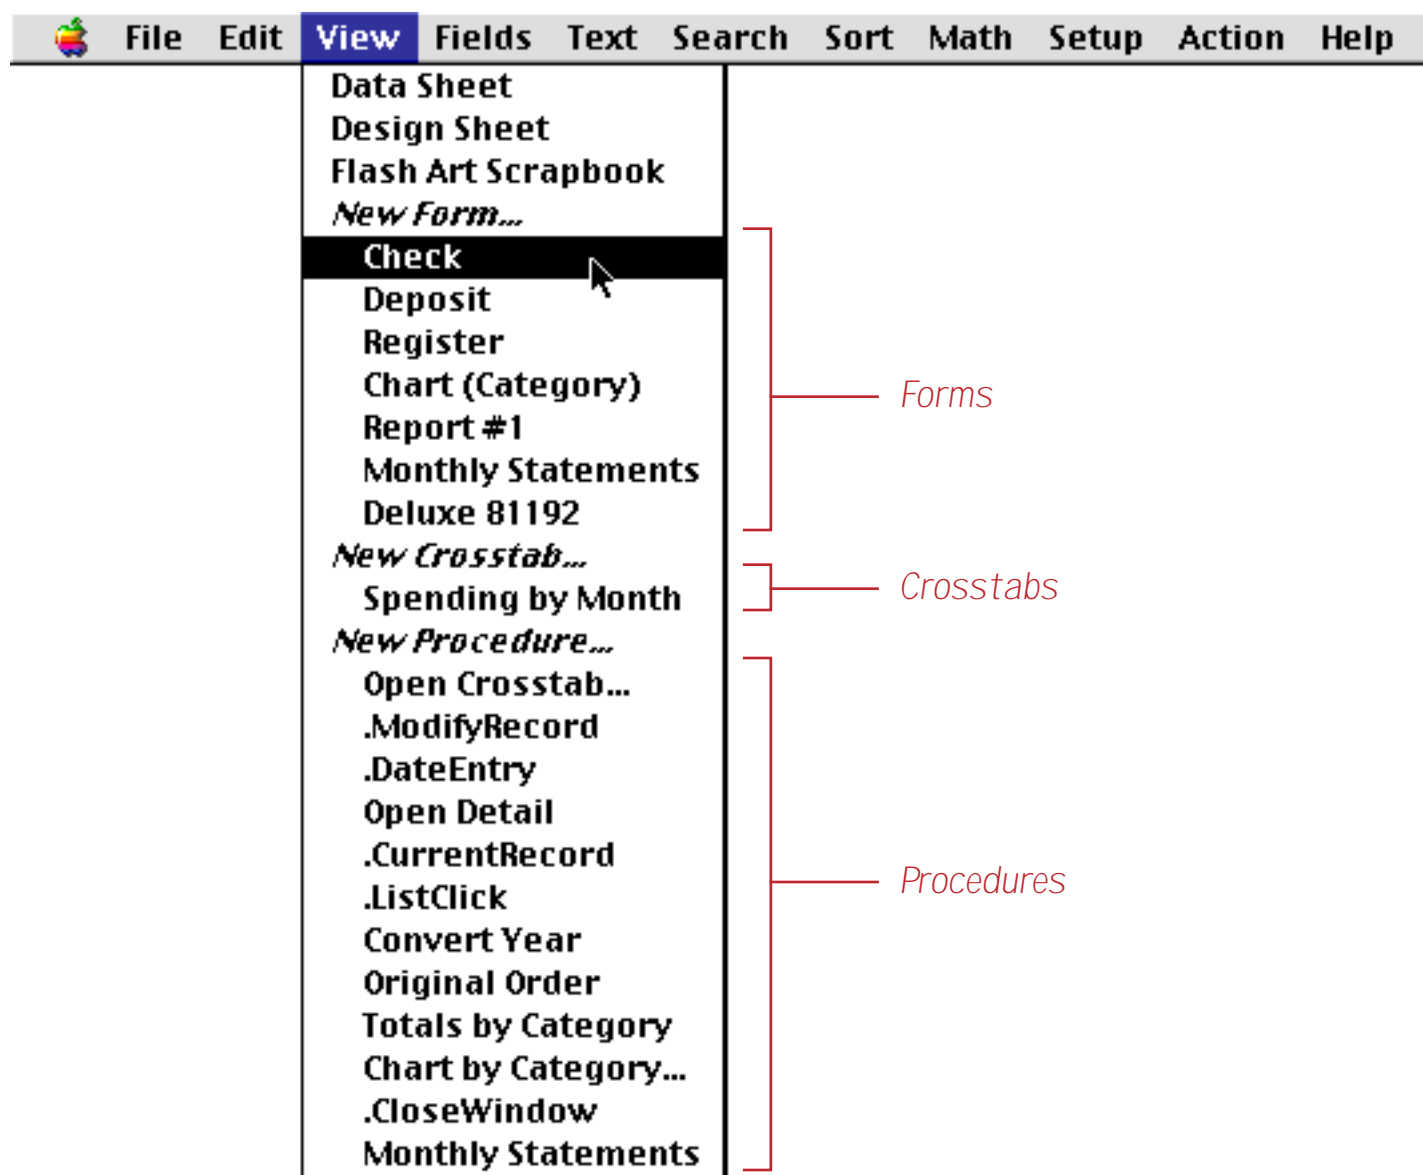 File Edit View Fields Text Search Sort Math Setup Action Help
Data Sheet
Design Sheet
Flash Art Scrapbook
New Form...
Check
Deposit
Register
Chart (Category)
Report #1
Monthly Statements
Deluxe 81192
New Crosstab...
Spending by Month
New Procedure...
Open Crosstab...
.ModifyRecord
.DateEntry
Open Detail
.CurrentRecord
.ListClick
Convert Year
Original Order
Totals by Category
Chart by Category...
.CloseWindow
Monthly Statements
Forms
Crosstabs
Procedures